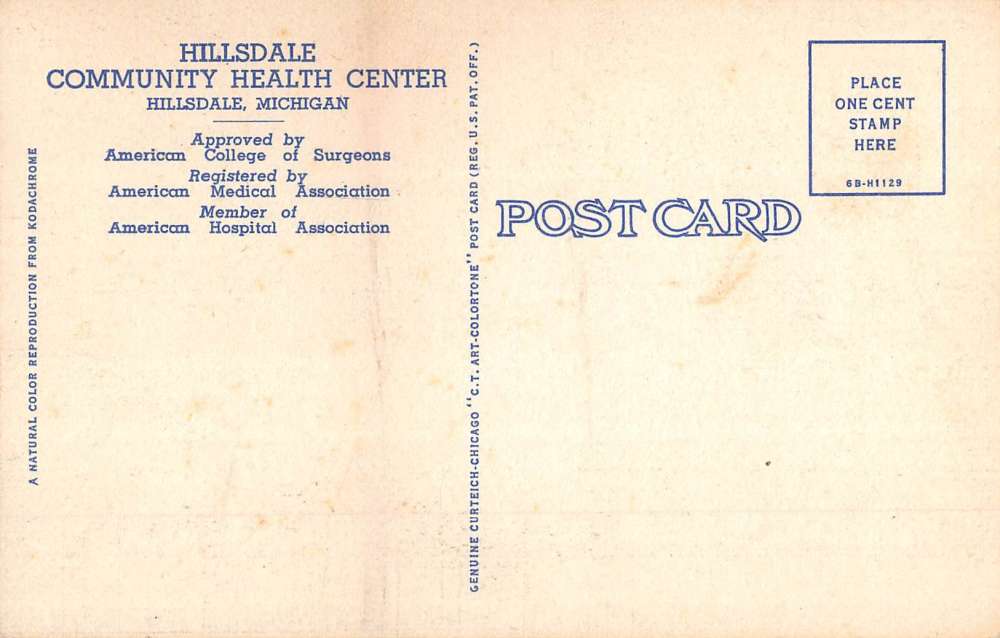 HILLSDALE
COMMUNITY HEALTH CENTER
HILLSDALE, MICHIGAN
Approved by
American College of Surgeons
Registered by
American Medical Association
Member of
American Hospital Association
A NATURAL COLOR REPRODUCTION FROM KODACHROME
GENUINE CURTEICH-CHICAGO "C.T. ART-COLORTONE" POST CARD (REG. U.S. PAT. OFF.)
POST CARD
PLACE
ONE CENT
STAMP
HERE
6B-H1129